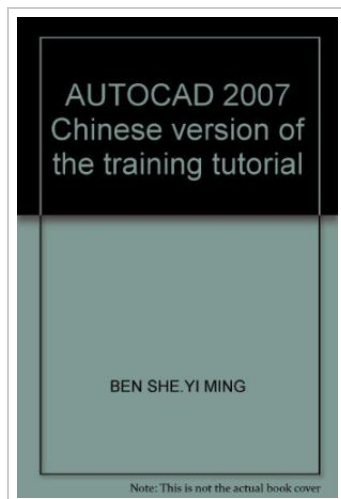 AUTOCAD 2007
Chinese version of
the training tutorial
BEN SHE.YI MING
Note: This is not the actual book cover